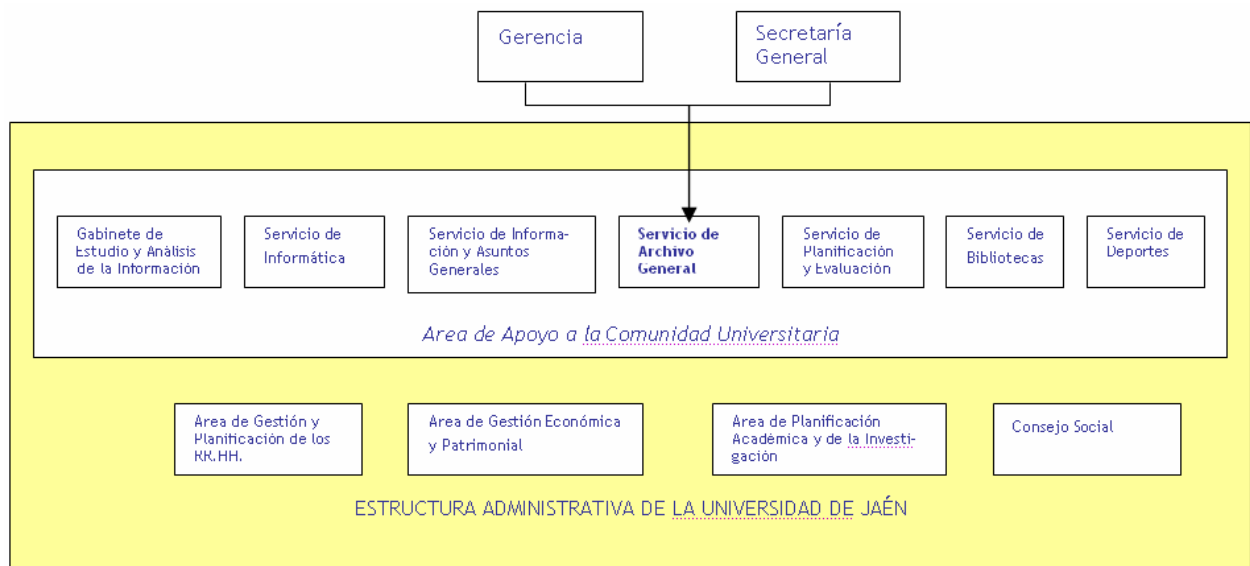 Gerencia
Secretaría
General
Gabinete de
Estudio y Análisis
de la Información
Servicio de
Informática
Servicio de Informa-
ción y Asuntos
Generales
Servicio de
Archivo
General
Servicio de
Planificación
y Evaluación
Servicio de
Bibliotecas
Servicio de
Deportes
Area de Apoyo a la Comunidad Universitaria
Area de Gestión y
Planificación de los
RR.HH.
Area de Gestión Económica
y Patrimonial
Area de Planificación
Académica y de la Investi-
gación
Consejo Social
ESTRUCTURA ADMINISTRATIVA DE LA UNIVERSIDAD DE JAÉN